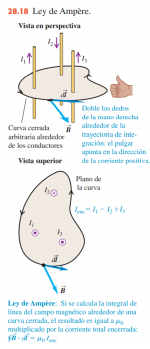 28.18 Ley de Ampère.
Vista en perspectiva
I₂
I₁
I₃
dl⃗
Doble los dedos
de la mano derecha
alrededor de la
trayectoria de inte-
gración: el pulgar
apunta en la dirección
de la corriente positiva.
Curva cerrada
arbitraria alrededor
de los conductores
B⃗
Vista superior
Plano de
la curva
I₂
Iₑₙ꜀ = I₁ − I₂ + I₃
I₁
I₃
dl⃗
B⃗
Ley de Ampère: Si se calcula la integral de
línea del campo magnético alrededor de una
curva cerrada, el resultado es igual a μ₀
multiplicado por la corriente total encerrada:
∮B⃗ · dl⃗ = μ₀ Iₑₙ꜀